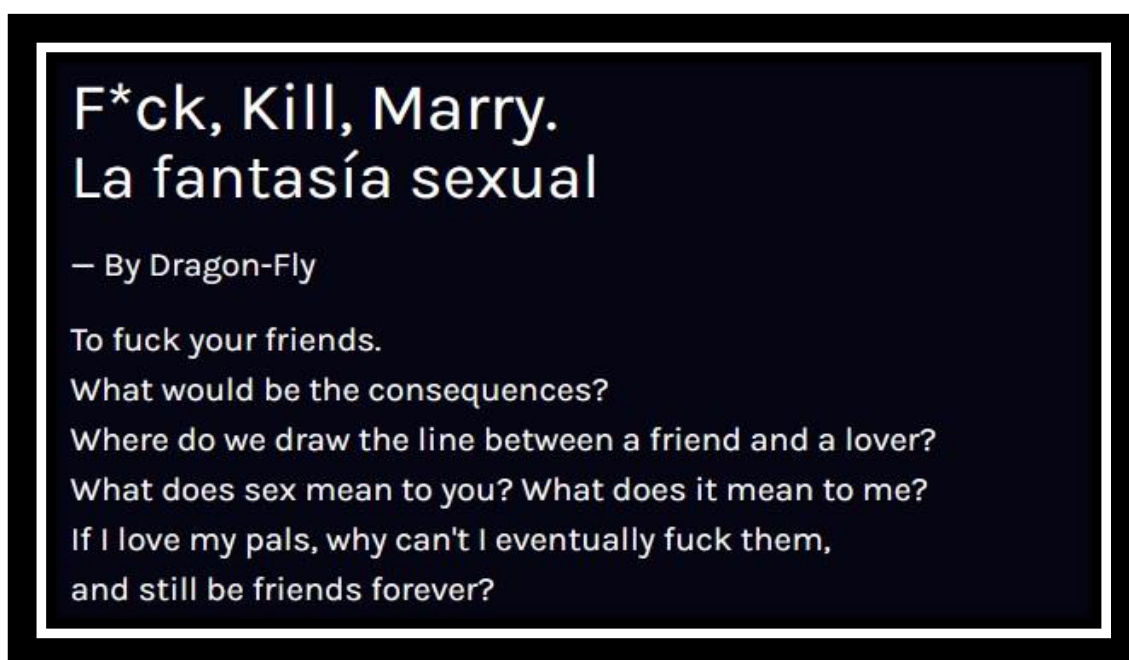 F*ck, Kill, Marry.
La fantasía sexual
— By Dragon-Fly
To fuck your friends.
What would be the consequences?
Where do we draw the line between a friend and a lover?
What does sex mean to you? What does it mean to me?
If I love my pals, why can't I eventually fuck them,
and still be friends forever?